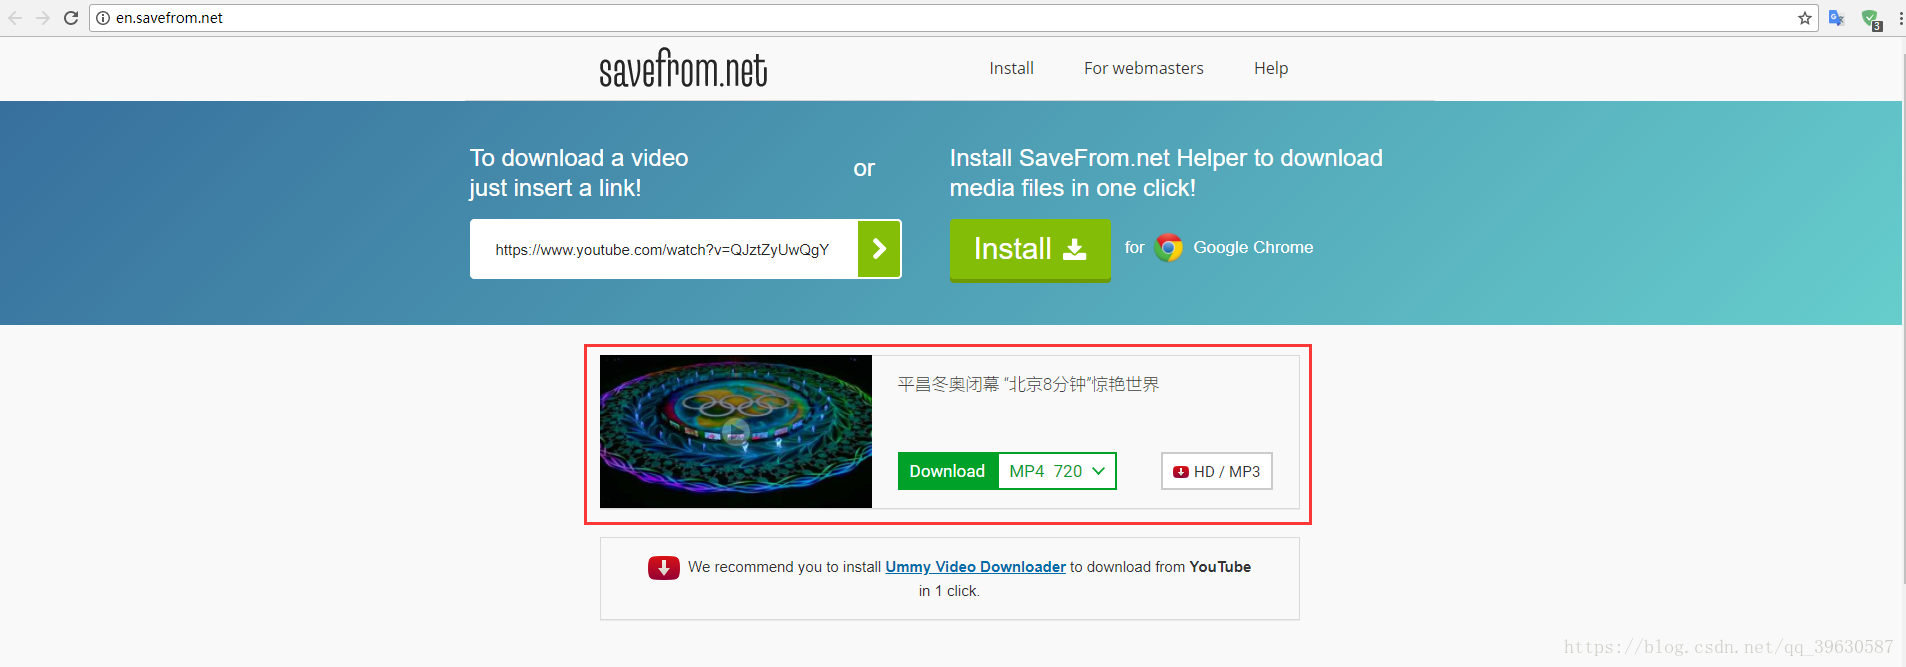 en.savefrom.net
3
savefrom.net
Install
For webmasters
Help
To download a video
just insert a link!
or
Install SaveFrom.net Helper to download
media files in one click!
https://www.youtube.com/watch?v=QJztZyUwQgY
Install
for
Google Chrome
平昌冬奥闭幕 “北京8分钟”惊艳世界
Download
MP4 720
HD / MP3
We recommend you to install Ummy Video Downloader to download from YouTube
in 1 click.
https://blog.csdn.net/qq_39630587